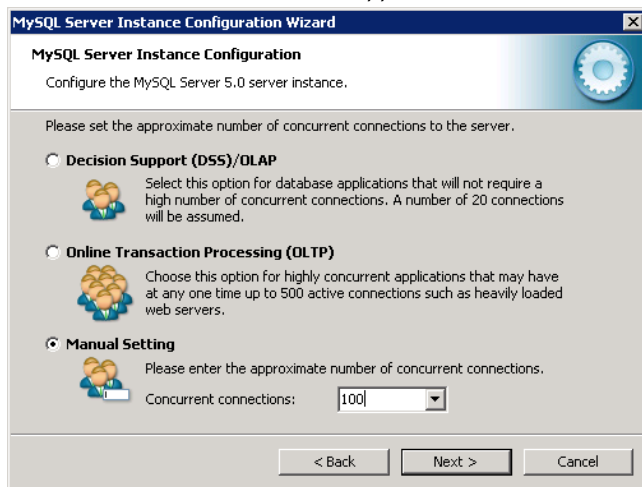 MySQL Server Instance Configuration Wizard
MySQL Server Instance Configuration
Configure the MySQL Server 5.0 server instance.
Please set the approximate number of concurrent connections to the server.
Decision Support (DSS)/OLAP
Select this option for database applications that will not require a
high number of concurrent connections. A number of 20 connections
will be assumed.
Online Transaction Processing (OLTP)
Choose this option for highly concurrent applications that may have
at any one time up to 500 active connections such as heavily loaded
web servers.
Manual Setting
Please enter the approximate number of concurrent connections.
Concurrent connections: 100
< Back Next > Cancel